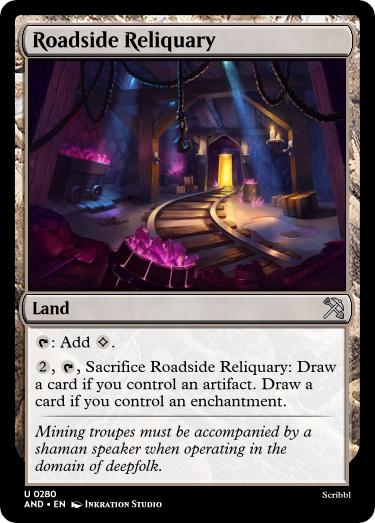 Roadside Reliquary
Land
: Add .
2, , Sacrifice Roadside Reliquary: Draw
a card if you control an artifact. Draw a
card if you control an enchantment.
Mining troupes must be accompanied by a
shaman speaker when operating in the
domain of deepfolk.
U 0280
Scribbl
AND • EN Inkration Studio